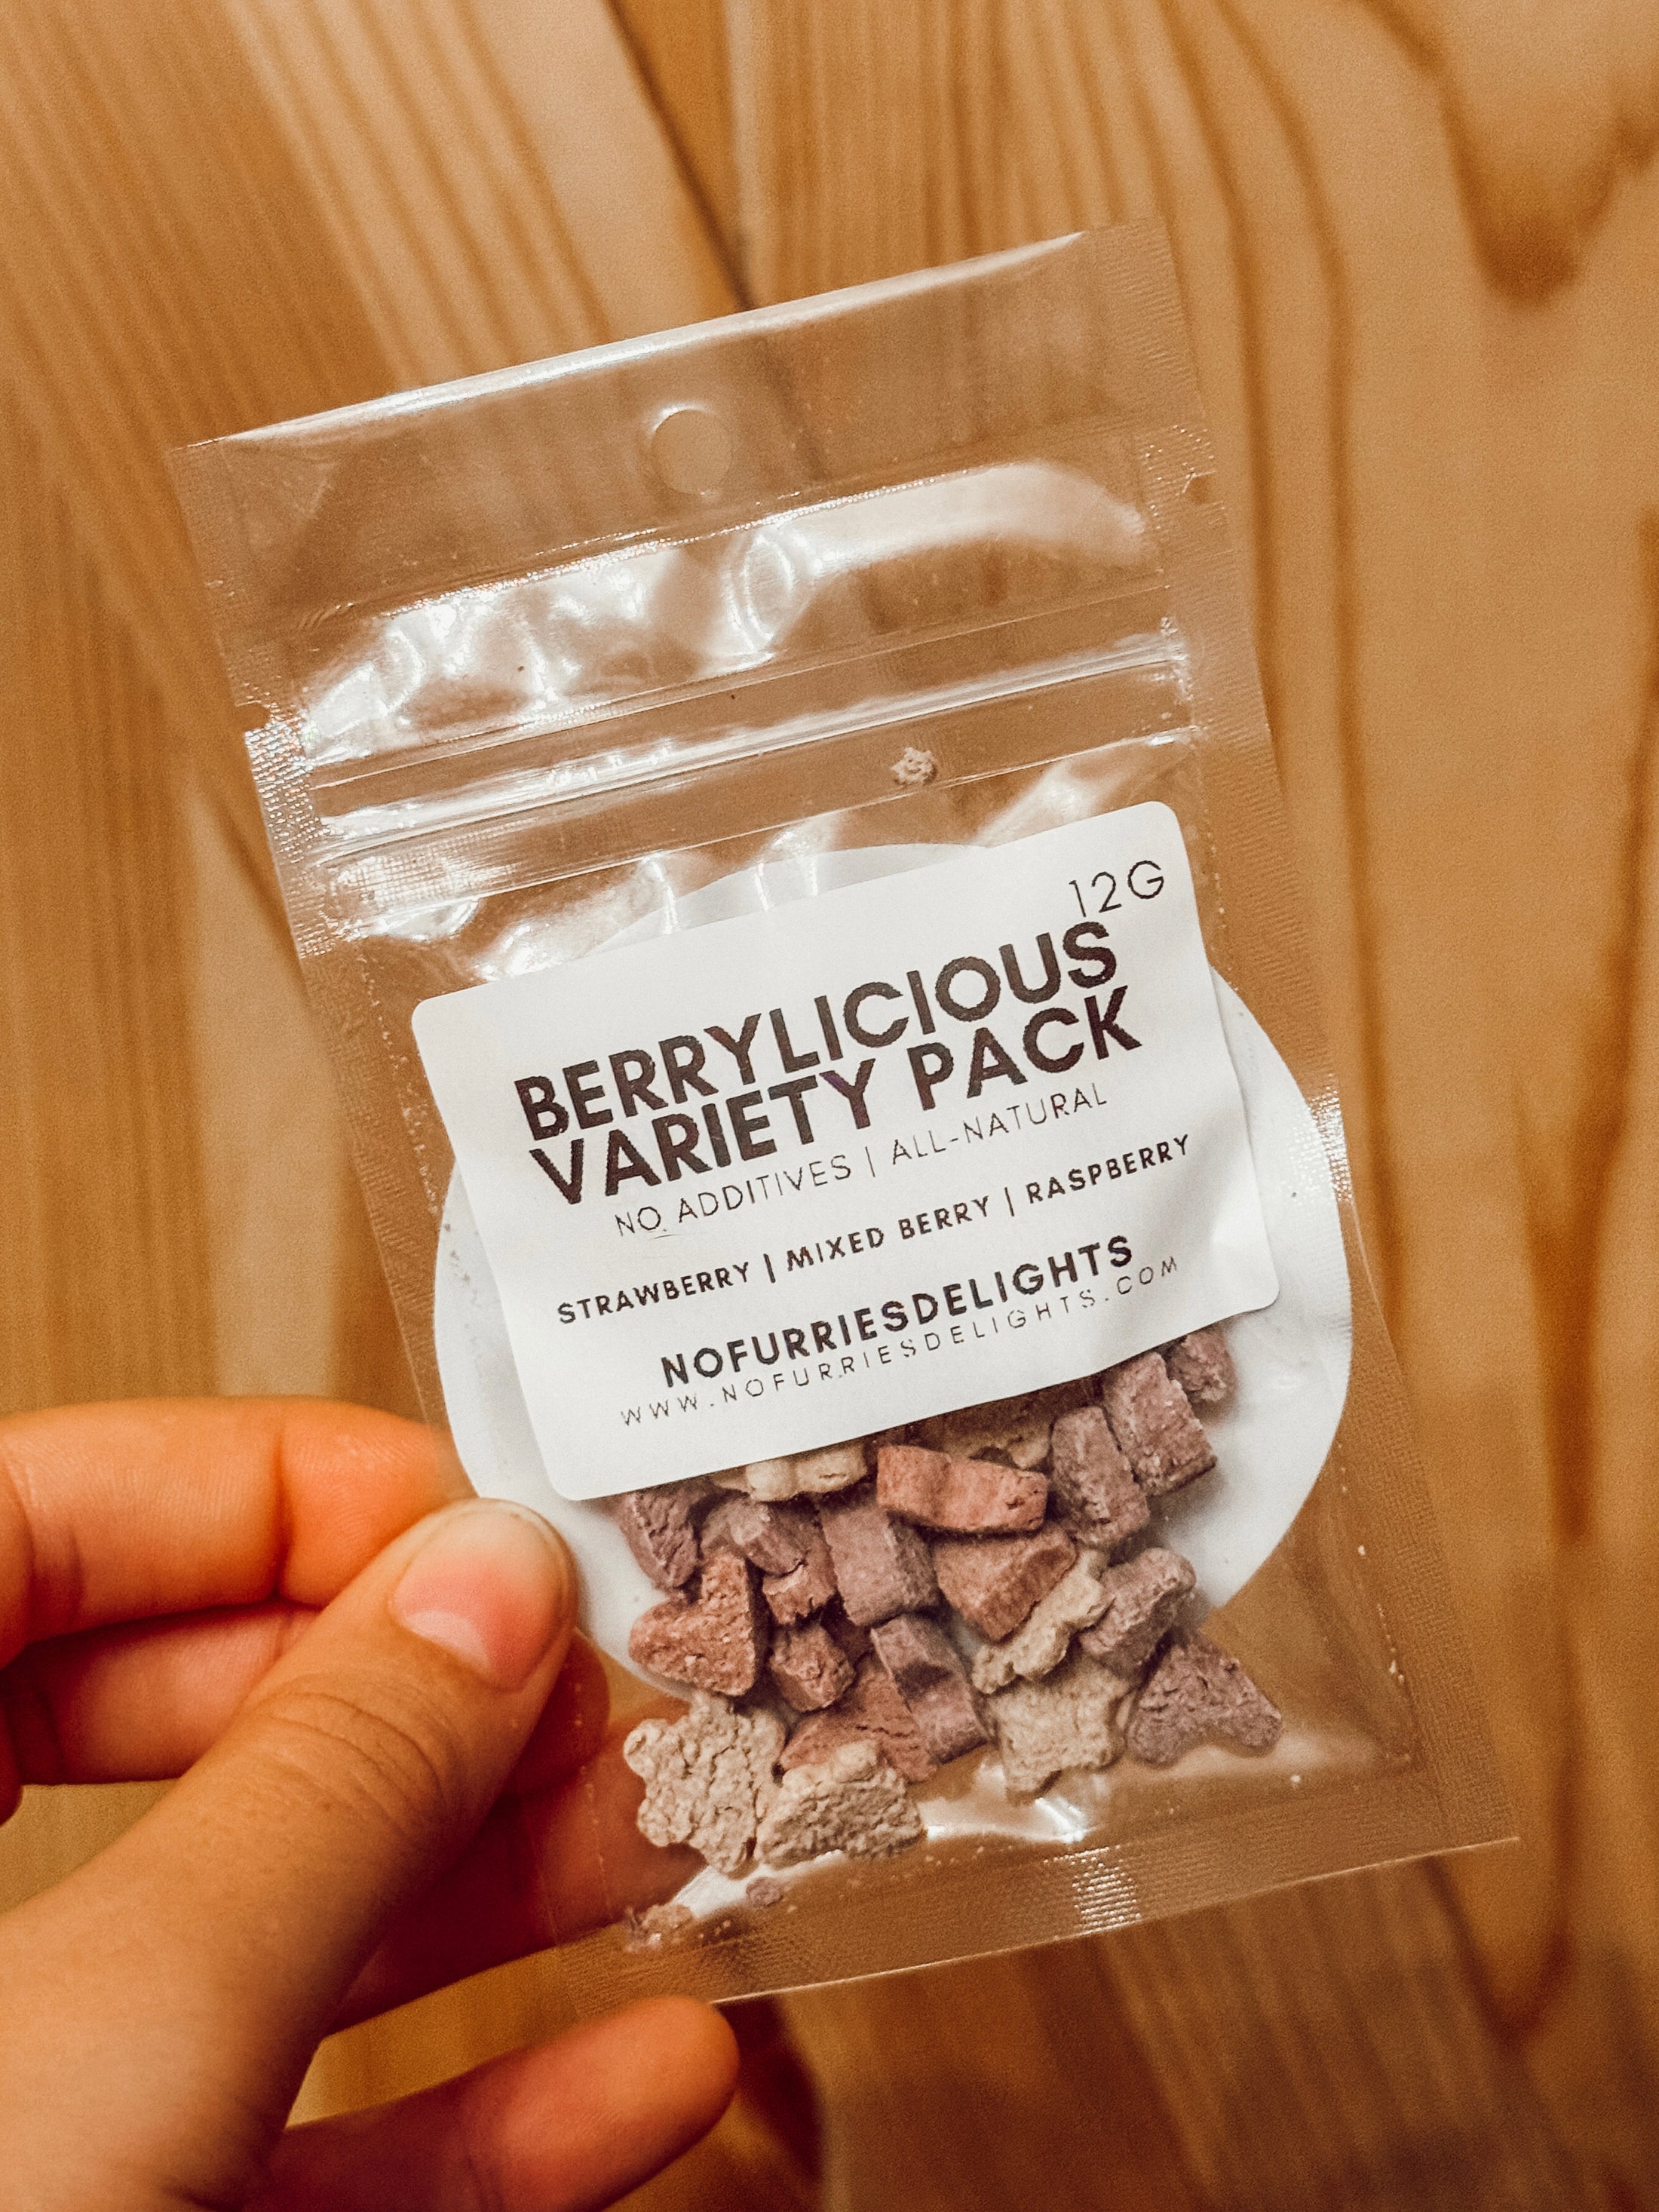 12G
BERRYLICIOUS
VARIETY PACK
NO ADDITIVES | ALL-NATURAL
STRAWBERRY | MIXED BERRY | RASPBERRY
NOFURRIESDELIGHTS
WWW.NOFURRIESDELIGHTS.COM